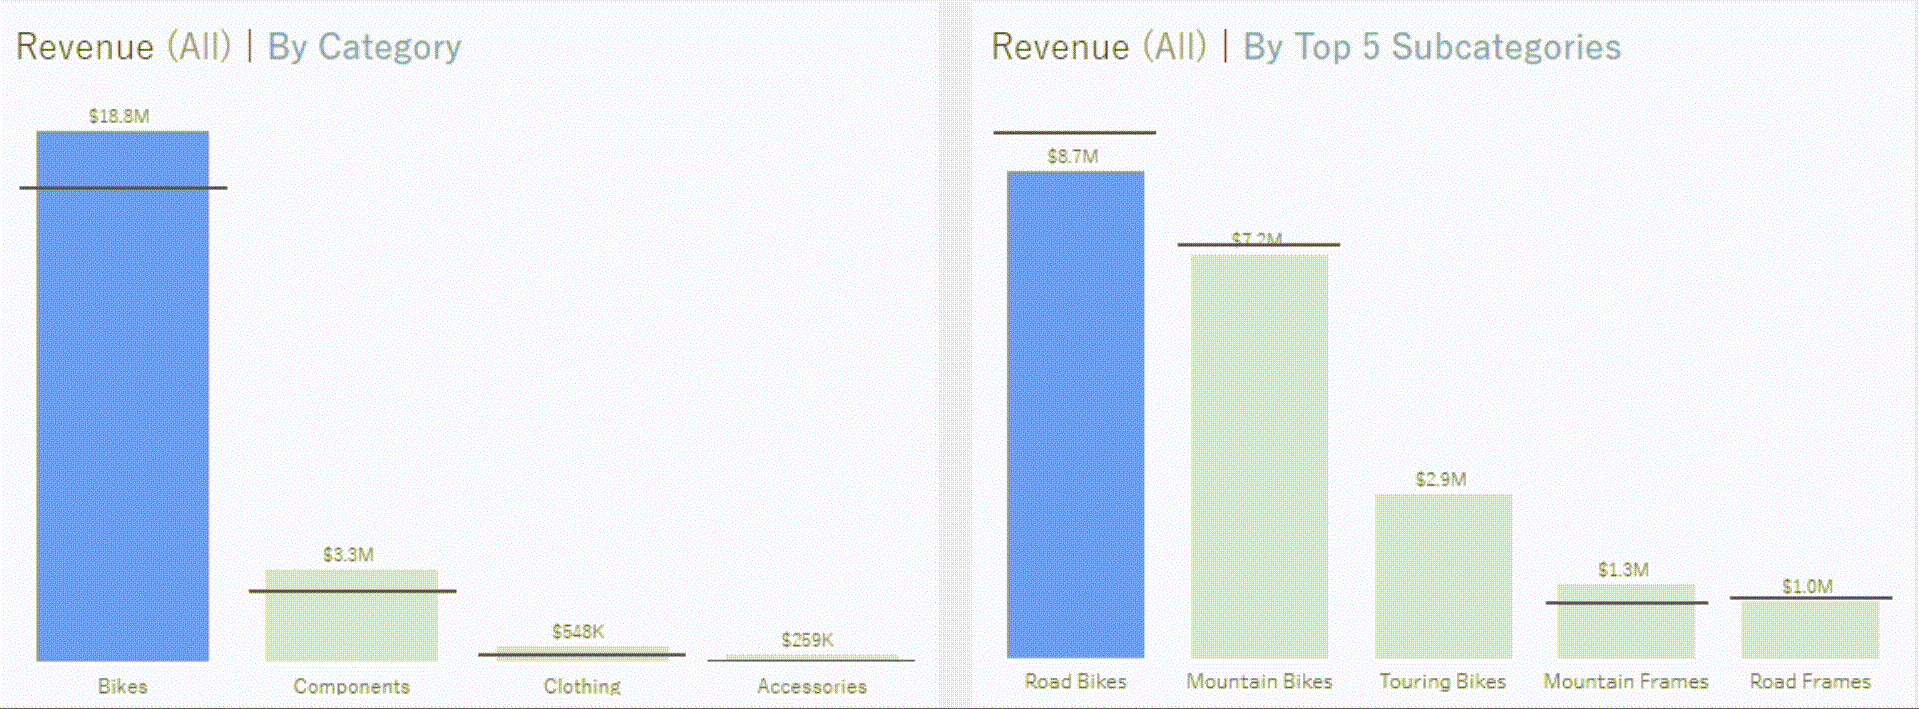 Revenue (All) | By Category
$18.8M
$3.3M
$548K
$259K
Bikes
Components
Clothing
Accessories
Revenue (All) | By Top 5 Subcategories
$8.7M
$7.2M
$2.9M
$1.3M
$1.0M
Road Bikes
Mountain Bikes
Touring Bikes
Mountain Frames
Road Frames